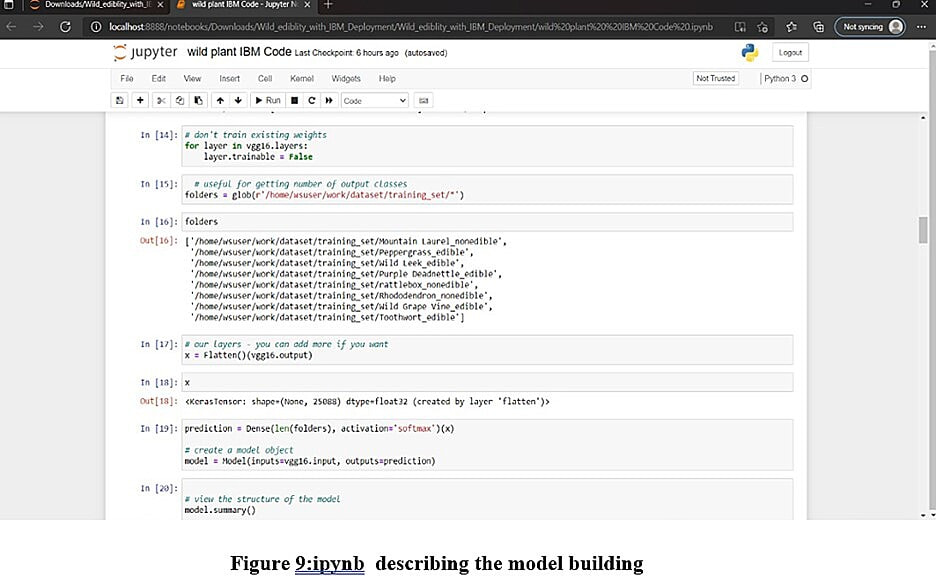 Downloads/Wild_ediblity_with_I
wild plant IBM Code - Jupyter N
localhost:8888/notebooks/Downloads/Wild_ediblity_with_IBM_Deployment/Wild_ediblity_with_IBM_Deployment/wild%20plant%20%20IBM%20Code%20.ipynb
Not syncing
jupyter wild plant IBM Code Last Checkpoint: 6 hours ago (autosaved)
Logout
File Edit View Insert Cell Kernel Widgets Help
Not Trusted
Python 3
Run
Code
In [14]: # don't train existing weights
for layer in vgg16.layers:
layer.trainable = False
In [15]: # useful for getting number of output classes
folders = glob(r'/home/wsuser/work/dataset/training_set/*')
In [16]: folders
Out[16]: ['/home/wsuser/work/dataset/training_set/Mountain Laurel_nonedible',
'/home/wsuser/work/dataset/training_set/Peppergrass_edible',
'/home/wsuser/work/dataset/training_set/Wild Leek_edible',
'/home/wsuser/work/dataset/training_set/Purple Deadnettle_edible',
'/home/wsuser/work/dataset/training_set/rattlebox_nonedible',
'/home/wsuser/work/dataset/training_set/Rhododendron_nonedible',
'/home/wsuser/work/dataset/training_set/Wild Grape Vine_edible',
'/home/wsuser/work/dataset/training_set/Toothwort_edible']
In [17]: # our layers - you can add more if you want
x = Flatten()(vgg16.output)
In [18]: x
Out[18]: <KerasTensor: shape=(None, 25088) dtype=float32 (created by layer 'flatten')>
In [19]: prediction = Dense(len(folders), activation='softmax')(x)
# create a model object
model = Model(inputs=vgg16.input, outputs=prediction)
In [20]:
# view the structure of the model
model.summary()
Figure 9:ipynb describing the model building